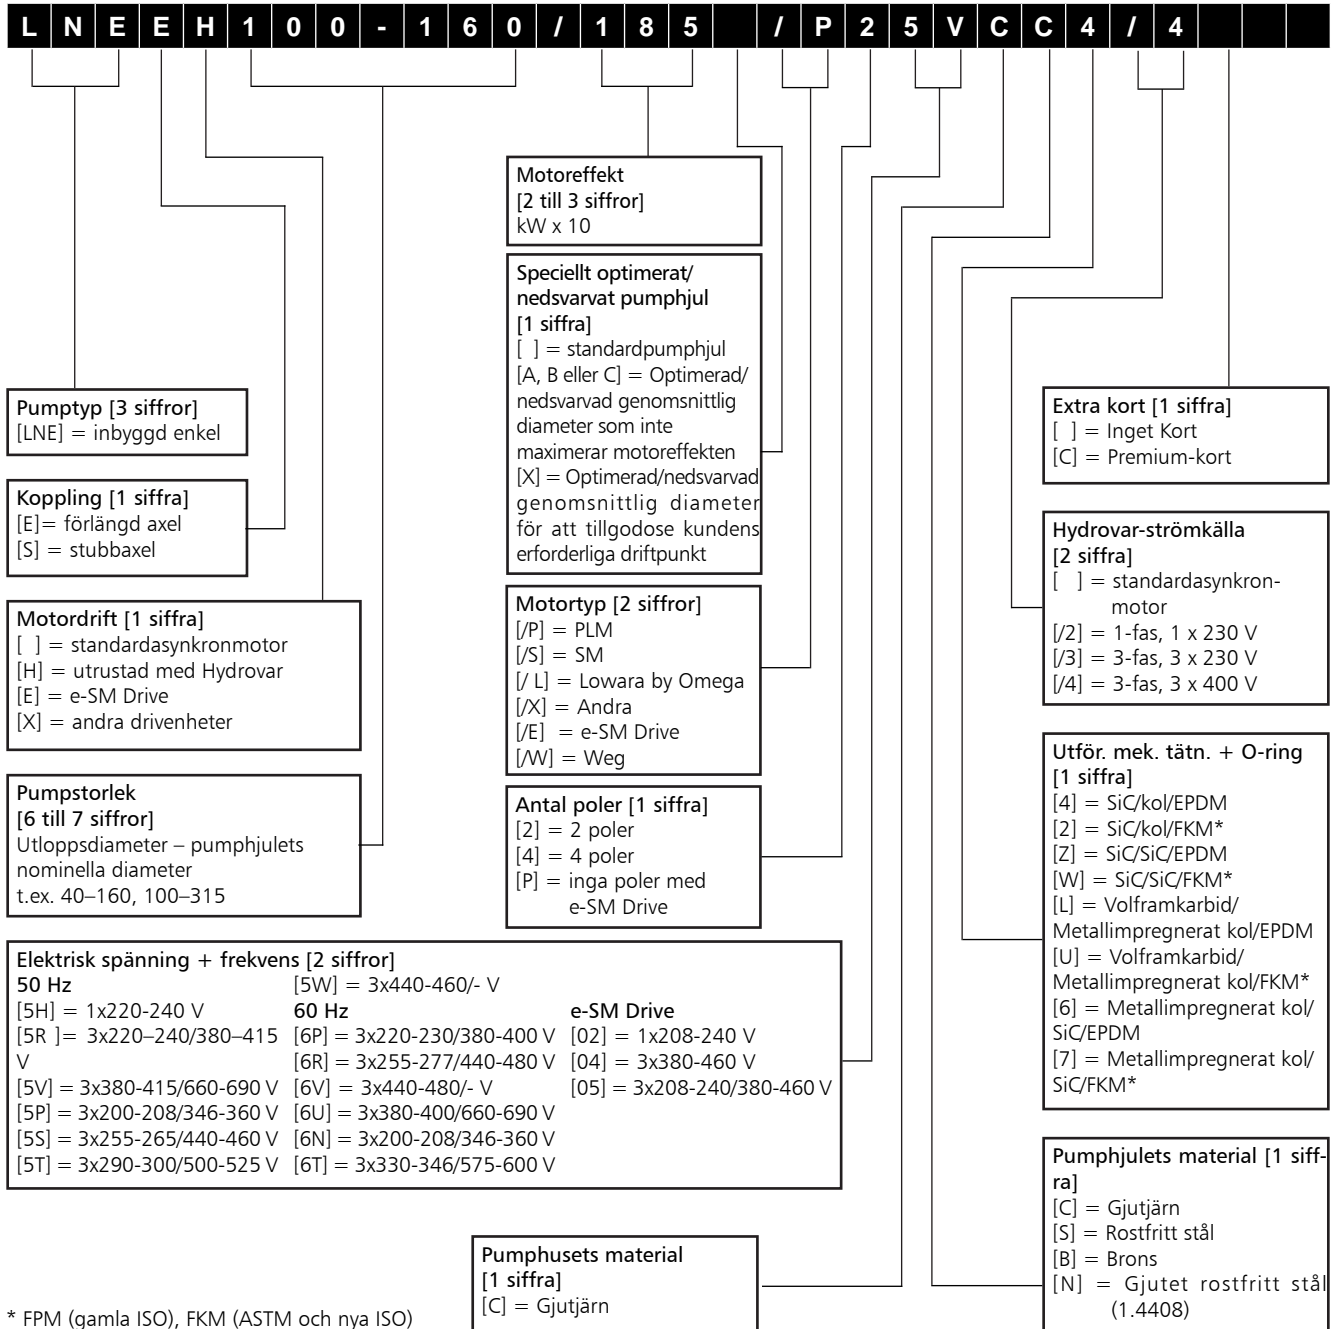 LNEEH100-160/185 /P25VCC4/4
Motoreffekt
[2 till 3 siffror]
kW x 10
Speciellt optimerat/
nedsvarvat pumphjul
[1 siffra]
[ ] = standardpumphjul
[A, B eller C] = Optimerad/
nedsvarvad genomsnittlig
diameter som inte
maximerar motoreffekten
[X] = Optimerad/nedsvarvad
genomsnittlig diameter
för att tillgodose kundens
erforderliga driftpunkt
Pumptyp [3 siffror]
[LNE] = inbyggd enkel
Koppling [1 siffra]
[E]= förlängd axel
[S] = stubbaxel
Motordrift [1 siffra]
[ ] = standardasynkronmotor
[H] = utrustad med Hydrovar
[E] = e-SM Drive
[X] = andra drivenheter
Pumpstorlek
[6 till 7 siffror]
Utloppsdiameter – pumphjulets
nominella diameter
t.ex. 40–160, 100–315
Motortyp [2 siffror]
[/P] = PLM
[/S] = SM
[/ L] = Lowara by Omega
[/X] = Andra
[/E] = e-SM Drive
[/W] = Weg
Antal poler [1 siffra]
[2] = 2 poler
[4] = 4 poler
[P] = inga poler med
e-SM Drive
Extra kort [1 siffra]
[ ] = Inget Kort
[C] = Premium-kort
Hydrovar-strömkälla
[2 siffra]
[ ] = standardasynkron-
motor
[/2] = 1-fas, 1 x 230 V
[/3] = 3-fas, 3 x 230 V
[/4] = 3-fas, 3 x 400 V
Utför. mek. tätn. + O-ring
[1 siffra]
[4] = SiC/kol/EPDM
[2] = SiC/kol/FKM*
[Z] = SiC/SiC/EPDM
[W] = SiC/SiC/FKM*
[L] = Volframkarbid/
Metallimpregnerat kol/EPDM
[U] = Volframkarbid/
Metallimpregnerat kol/FKM*
[6] = Metallimpregnerat kol/
SiC/EPDM
[7] = Metallimpregnerat kol/
SiC/FKM*
Elektrisk spänning + frekvens [2 siffror]
50 Hz
[5H] = 1x220-240 V
[5R ]= 3x220–240/380–415
V
[5V] = 3x380-415/660-690 V
[5P] = 3x200-208/346-360 V
[5S] = 3x255-265/440-460 V
[5T] = 3x290-300/500-525 V
[5W] = 3x440-460/- V
60 Hz
[6P] = 3x220-230/380-400 V
[6R] = 3x255-277/440-480 V
[6V] = 3x440-480/- V
[6U] = 3x380-400/660-690 V
[6N] = 3x200-208/346-360 V
[6T] = 3x330-346/575-600 V
e-SM Drive
[02] = 1x208-240 V
[04] = 3x380-460 V
[05] = 3x208-240/380-460 V
Pumphjulets material [1 siff-
ra]
[C] = Gjutjärn
[S] = Rostfritt stål
[B] = Brons
[N] = Gjutet rostfritt stål
(1.4408)
Pumphusets material
[1 siffra]
[C] = Gjutjärn
* FPM (gamla ISO), FKM (ASTM och nya ISO)